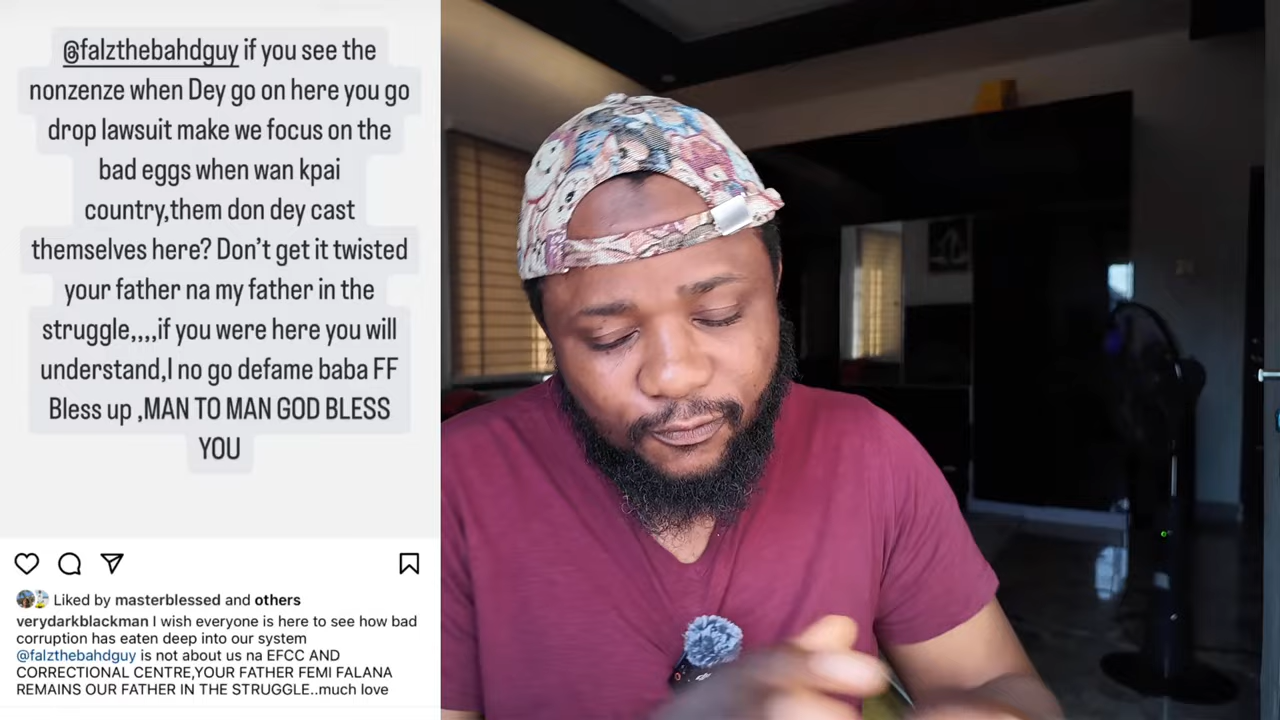 @falzthebahdguy if you see the
nonzenze when Dey go on here you go
drop lawsuit make we focus on the
bad eggs when wan kpai
country,them don dey cast
themselves here? Don’t get it twisted
your father na my father in the
struggle,,,,if you were here you will
understand,I no go defame baba FF
Bless up ,MAN TO MAN GOD BLESS
YOU
Liked by masterblessed and others
verydarkblackman I wish everyone is here to see how bad
corruption has eaten deep into our system
@falzthebahdguy is not about us na EFCC AND
CORRECTIONAL CENTRE,YOUR FATHER FEMI FALANA
REMAINS OUR FATHER IN THE STRUGGLE..much love